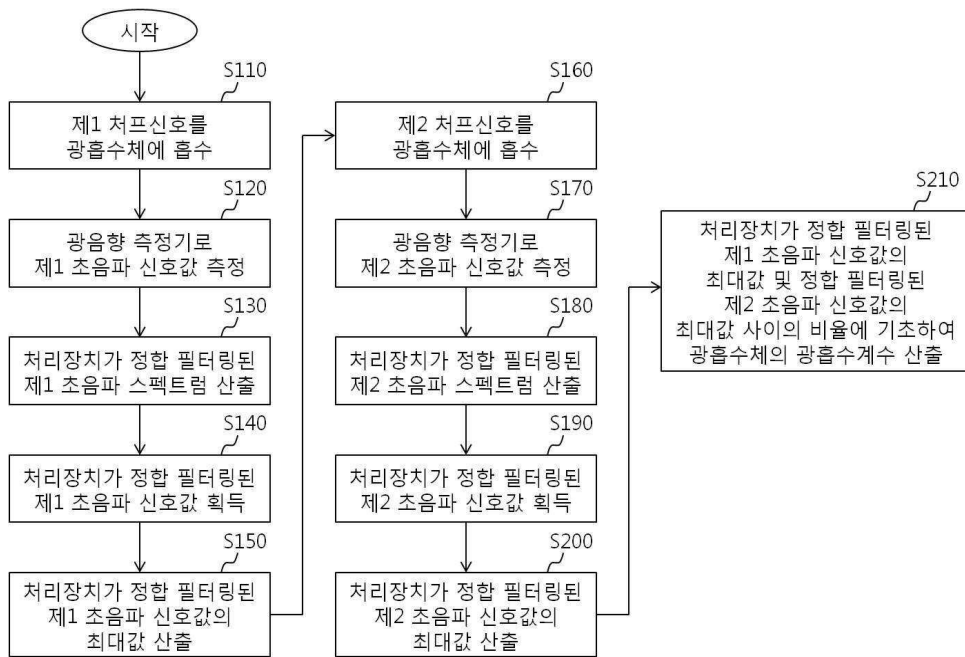 시작
S110
제1 처프신호를
광흡수체에 흡수
S120
광음향 측정기로
제1 초음파 신호값 측정
S130
처리장치가 정합 필터링된
제1 초음파 스펙트럼 산출
S140
처리장치가 정합 필터링된
제1 초음파 신호값 획득
S150
처리장치가 정합 필터링된
제1 초음파 신호값의
최대값 산출
S160
제2 처프신호를
광흡수체에 흡수
S170
광음향 측정기로
제2 초음파 신호값 측정
S180
처리장치가 정합 필터링된
제2 초음파 스펙트럼 산출
S190
처리장치가 정합 필터링된
제2 초음파 신호값 획득
S200
처리장치가 정합 필터링된
제2 초음파 신호값의
최대값 산출
S210
처리장치가 정합 필터링된
제1 초음파 신호값의
최대값 및 정합 필터링된
제2 초음파 신호값의
최대값 사이의 비율에 기초하여
광흡수체의 광흡수계수 산출